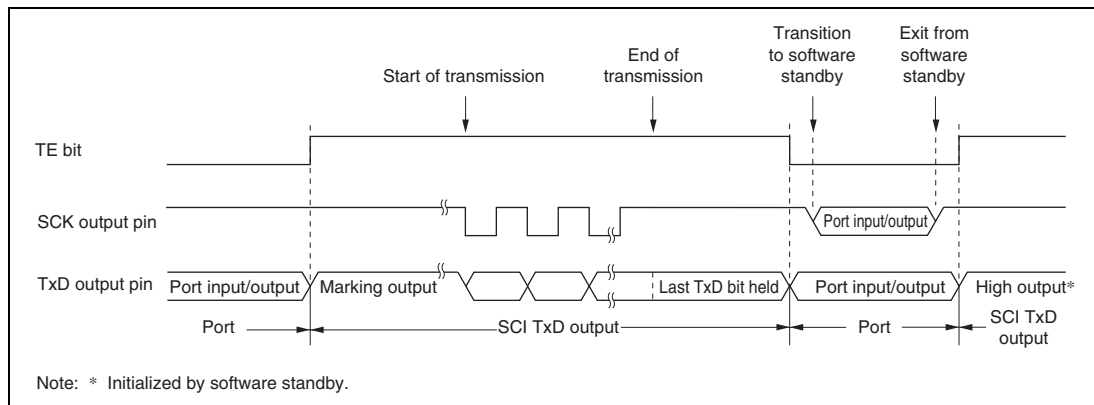 Start of transmission
End of
transmission
Transition
to software
standby
Exit from
software
standby
TE bit
SCK output pin
Port input/output
TxD output pin
Port input/output
Marking output
Last TxD bit held
Port input/output
High output*
Port
SCI TxD output
Port
SCI TxD
output
Note: * Initialized by software standby.